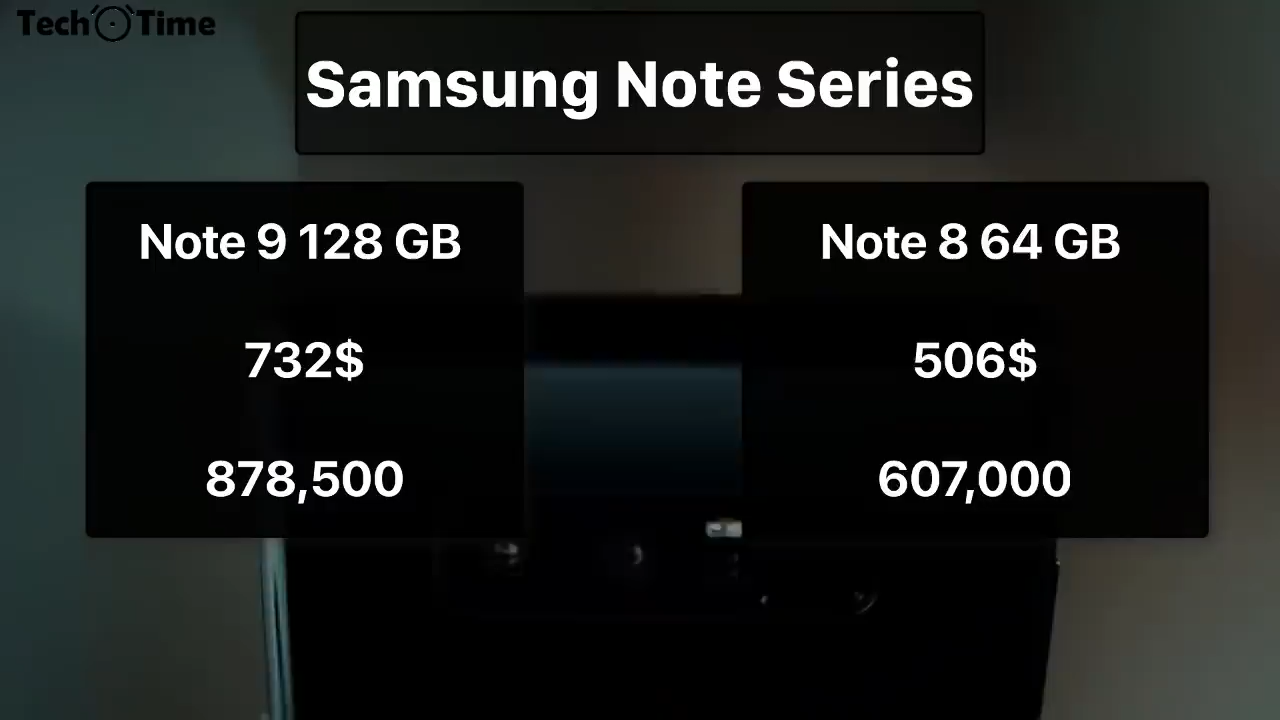 Tech Time
Samsung Note Series
Note 9 128 GB
732$
878,500
Note 8 64 GB
506$
607,000